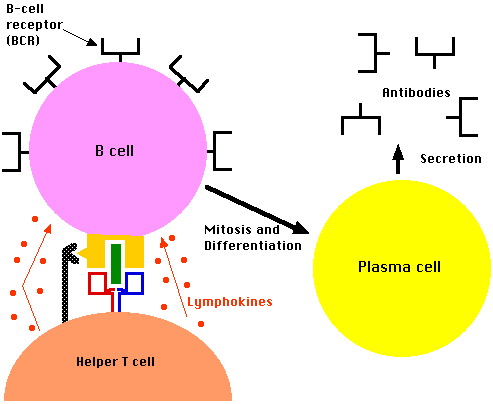 B-cell
receptor
(BCR)
Antibodies
B cell
Secretion
Mitosis and
Differentiation
Plasma cell
Lymphokines
Helper T cell